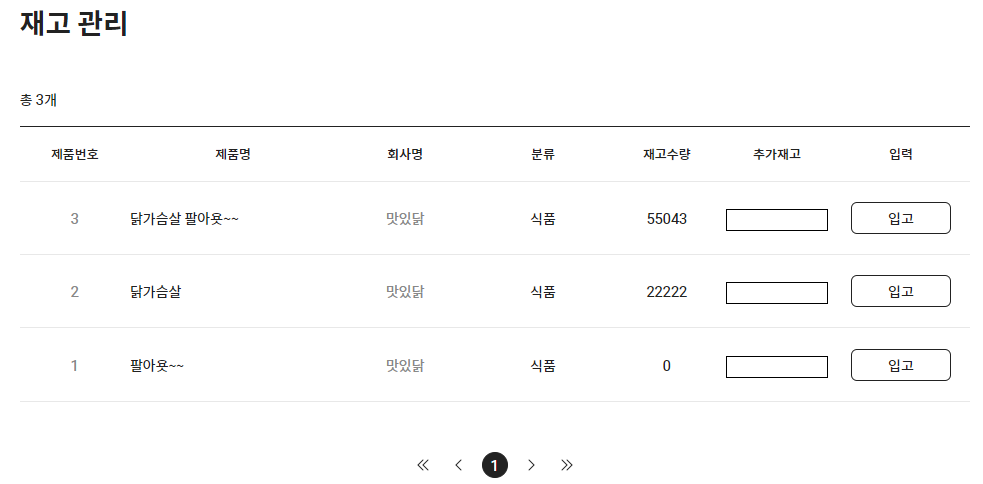 재고 관리
총 3개
제품번호 제품명 회사명 분류 재고수량 추가재고 입력
3 닭가슴살 팔아욧~~ 맛있닭 식품 55043 입고
2 닭가슴살 맛있닭 식품 22222 입고
1 팔아욧~~ 맛있닭 식품 0 입고
1